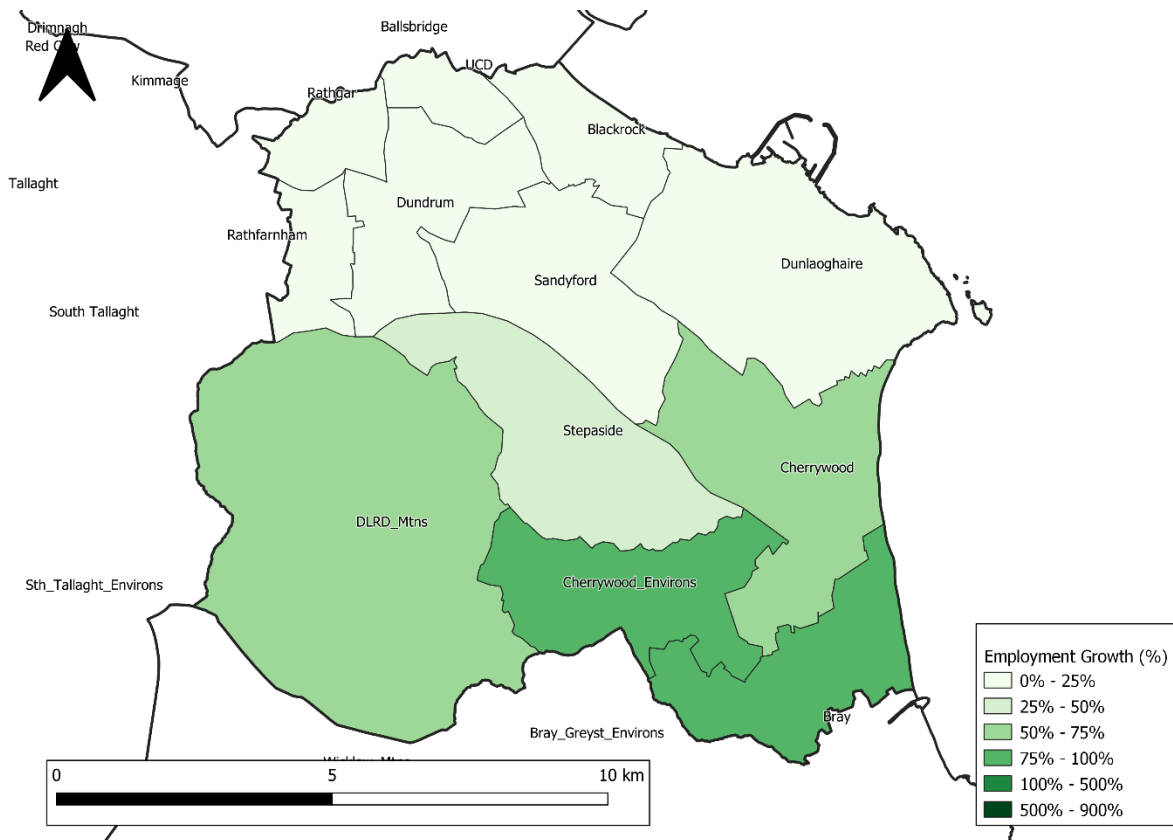 Drimnagh
Red Cow
Ballsbridge
UCD
Kimmage
Rathgar
Blackrock
Tallaght
Dundrum
Rathfarnham
Dunlaoghaire
Sandyford
South Tallaght
Stepaside
Cherrywood
DLRD_Mtns
Sth_Tallaght_Environs
Cherrywood_Environs
Bray
Bray_Greyst_Environs
0 5 10 km
Employment Growth (%)
0% - 25%
25% - 50%
50% - 75%
75% - 100%
100% - 500%
500% - 900%